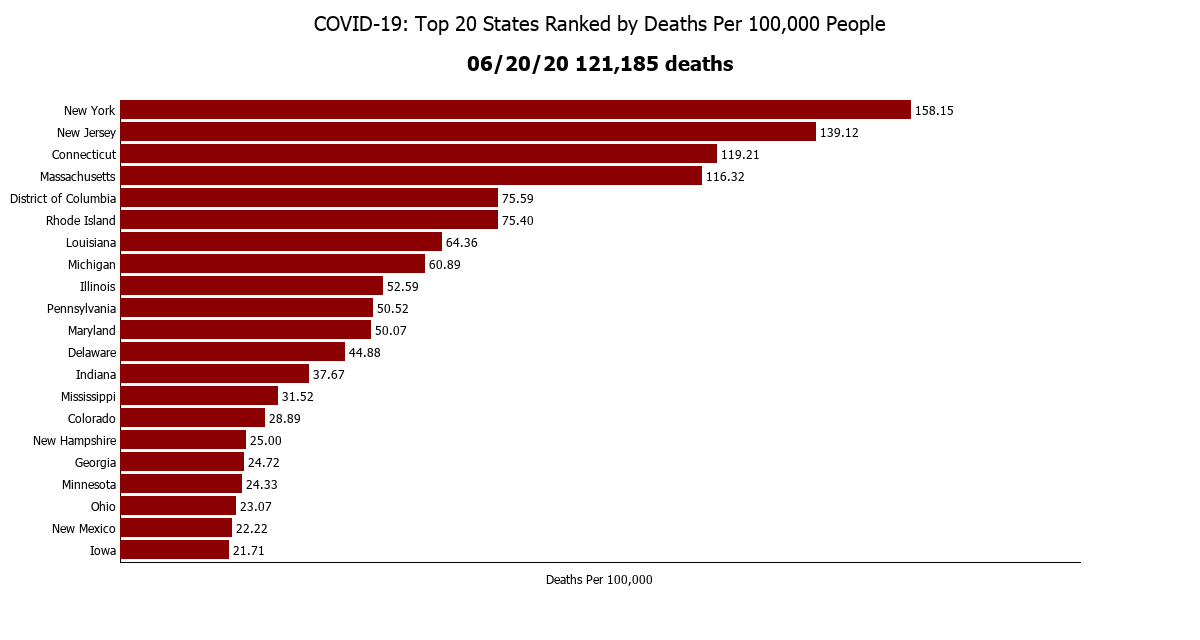 COVID-19: Top 20 States Ranked by Deaths Per 100,000 People
06/20/20 121,185 deaths
New York 158.15
New Jersey 139.12
Connecticut 119.21
Massachusetts 116.32
District of Columbia 75.59
Rhode Island 75.40
Louisiana 64.36
Michigan 60.89
Illinois 52.59
Pennsylvania 50.52
Maryland 50.07
Delaware 44.88
Indiana 37.67
Mississippi 31.52
Colorado 28.89
New Hampshire 25.00
Georgia 24.72
Minnesota 24.33
Ohio 23.07
New Mexico 22.22
Iowa 21.71
Deaths Per 100,000